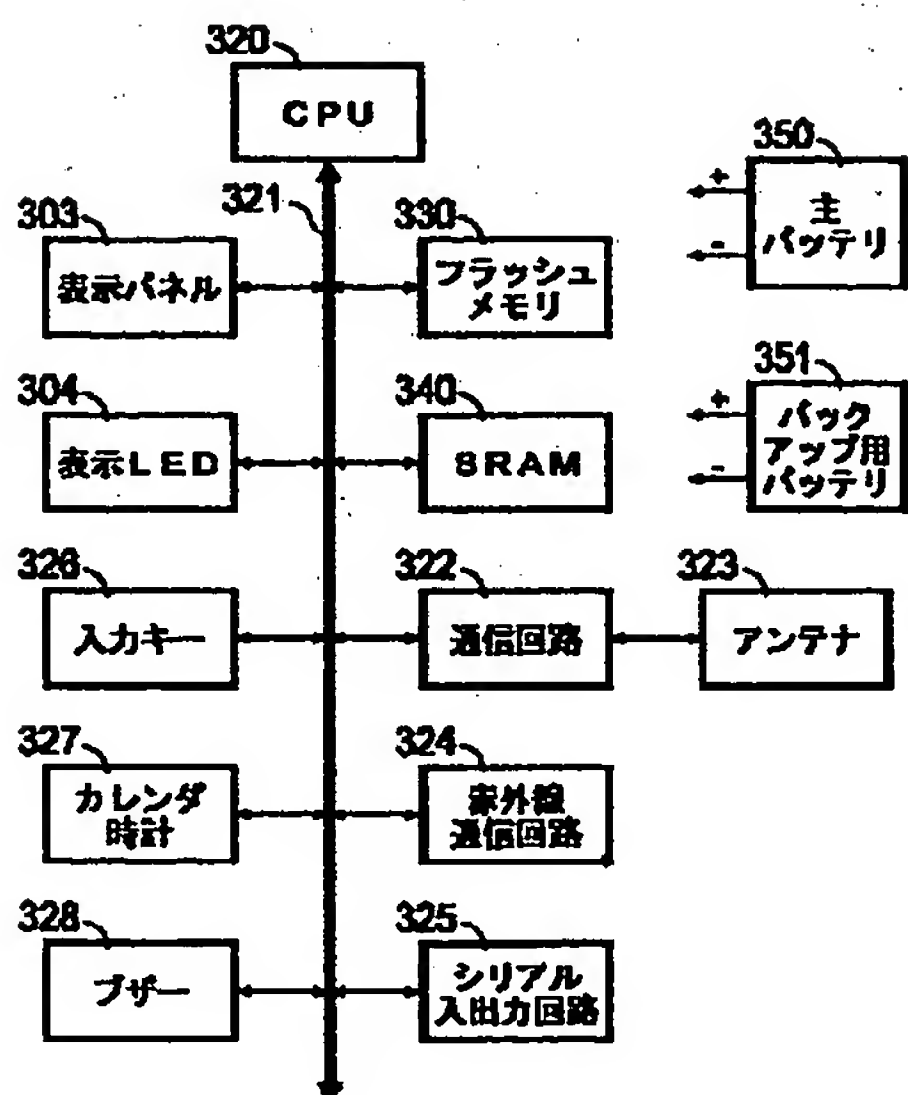 320
CPU
321
303
表示パネル
330
フラッシュ
メモリ
350
+
主
-
バッテリ
304
表示LED
340
SRAM
351
+
バック
アップ用
-
バッテリ
326
入力キー
322
通信回路
323
アンテナ
327
カレンダ
時計
324
赤外線
通信回路
328
ブザー
325
シリアル
入出力回路